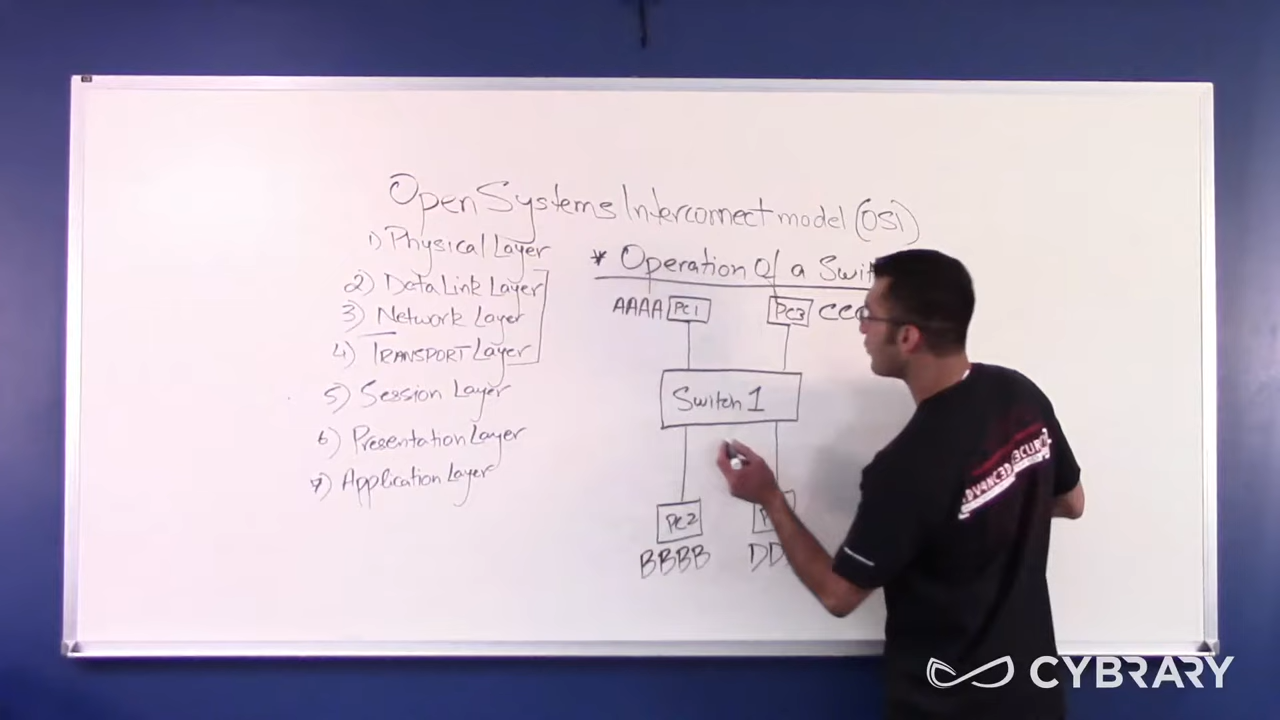 Open Systems Interconnect model (OSI)
1) Physical Layer
2) Data Link Layer
3) Network Layer
4) TRANSPORT Layer
5) Session Layer
6) Presentation Layer
7) Application Layer
* Operation Of a Swit
AAAA PC1
PC3 CCC
Switch 1
PC2
BBBB
DD
CYBRARY